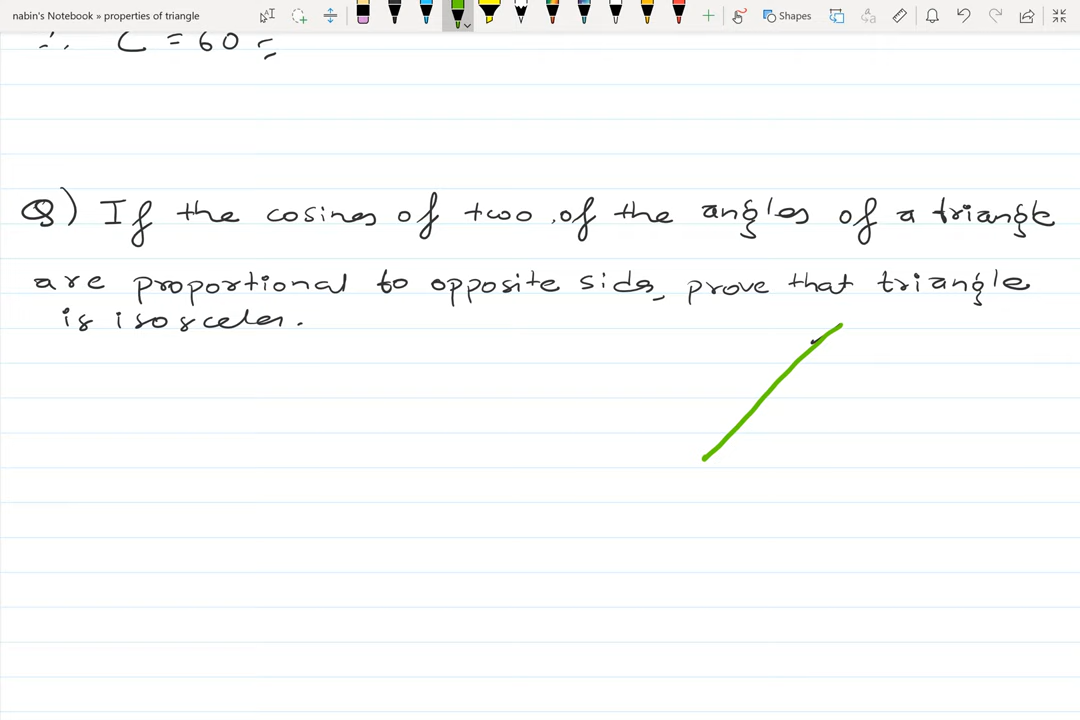 nabin's Notebook » properties of triangle
Shapes
∴ C = 60
Q) If the cosines of two of the angles of a triangle
are proportional to opposite sides, prove that triangle
is isosceles.